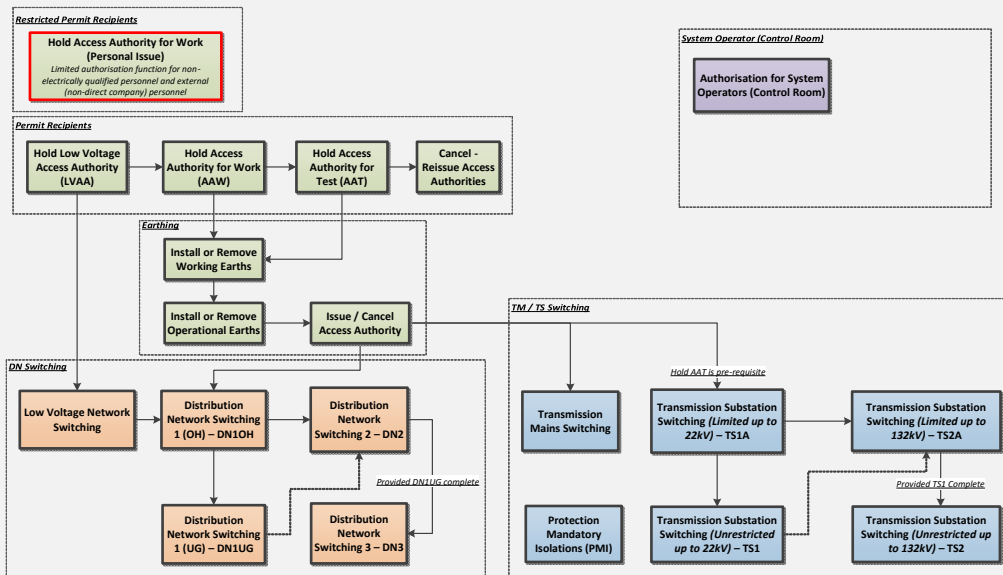 Restricted Permit Recipients
Hold Access Authority for Work
(Personal Issue)
Limited authorisation function for non-
electrically qualified personnel and external
(non-direct company) personnel
System Operator (Control Room)
Authorisation for System
Operators (Control Room)
Permit Recipients
Hold Low Voltage
Access Authority
(LVAA)
Hold Access
Authority for Work
(AAW)
Hold Access
Authority for
Test (AAT)
Cancel -
Reissue Access
Authorities
Earthing
Install or Remove
Working Earths
Install or Remove
Operational Earths
Issue / Cancel
Access Authority
DN Switching
Low Voltage Network
Switching
Distribution
Network Switching
1 (OH) – DN1OH
Distribution
Network
Switching 2 – DN2
Provided DN1UG complete
Distribution
Network Switching
1 (UG) – DN1UG
Distribution
Network
Switching 3 – DN3
TM / TS Switching
Hold AAT is pre-requisite
Transmission
Mains Switching
Transmission Substation
Switching (Limited up to
22kV) – TS1A
Transmission Substation
Switching (Limited up to
132kV) – TS2A
Provided TS1 Complete
Protection
Mandatory
Isolations (PMI)
Transmission Substation
Switching (Unrestricted
up to 22kV) – TS1
Transmission Substation
Switching (Unrestricted up
to 132kV) – TS2